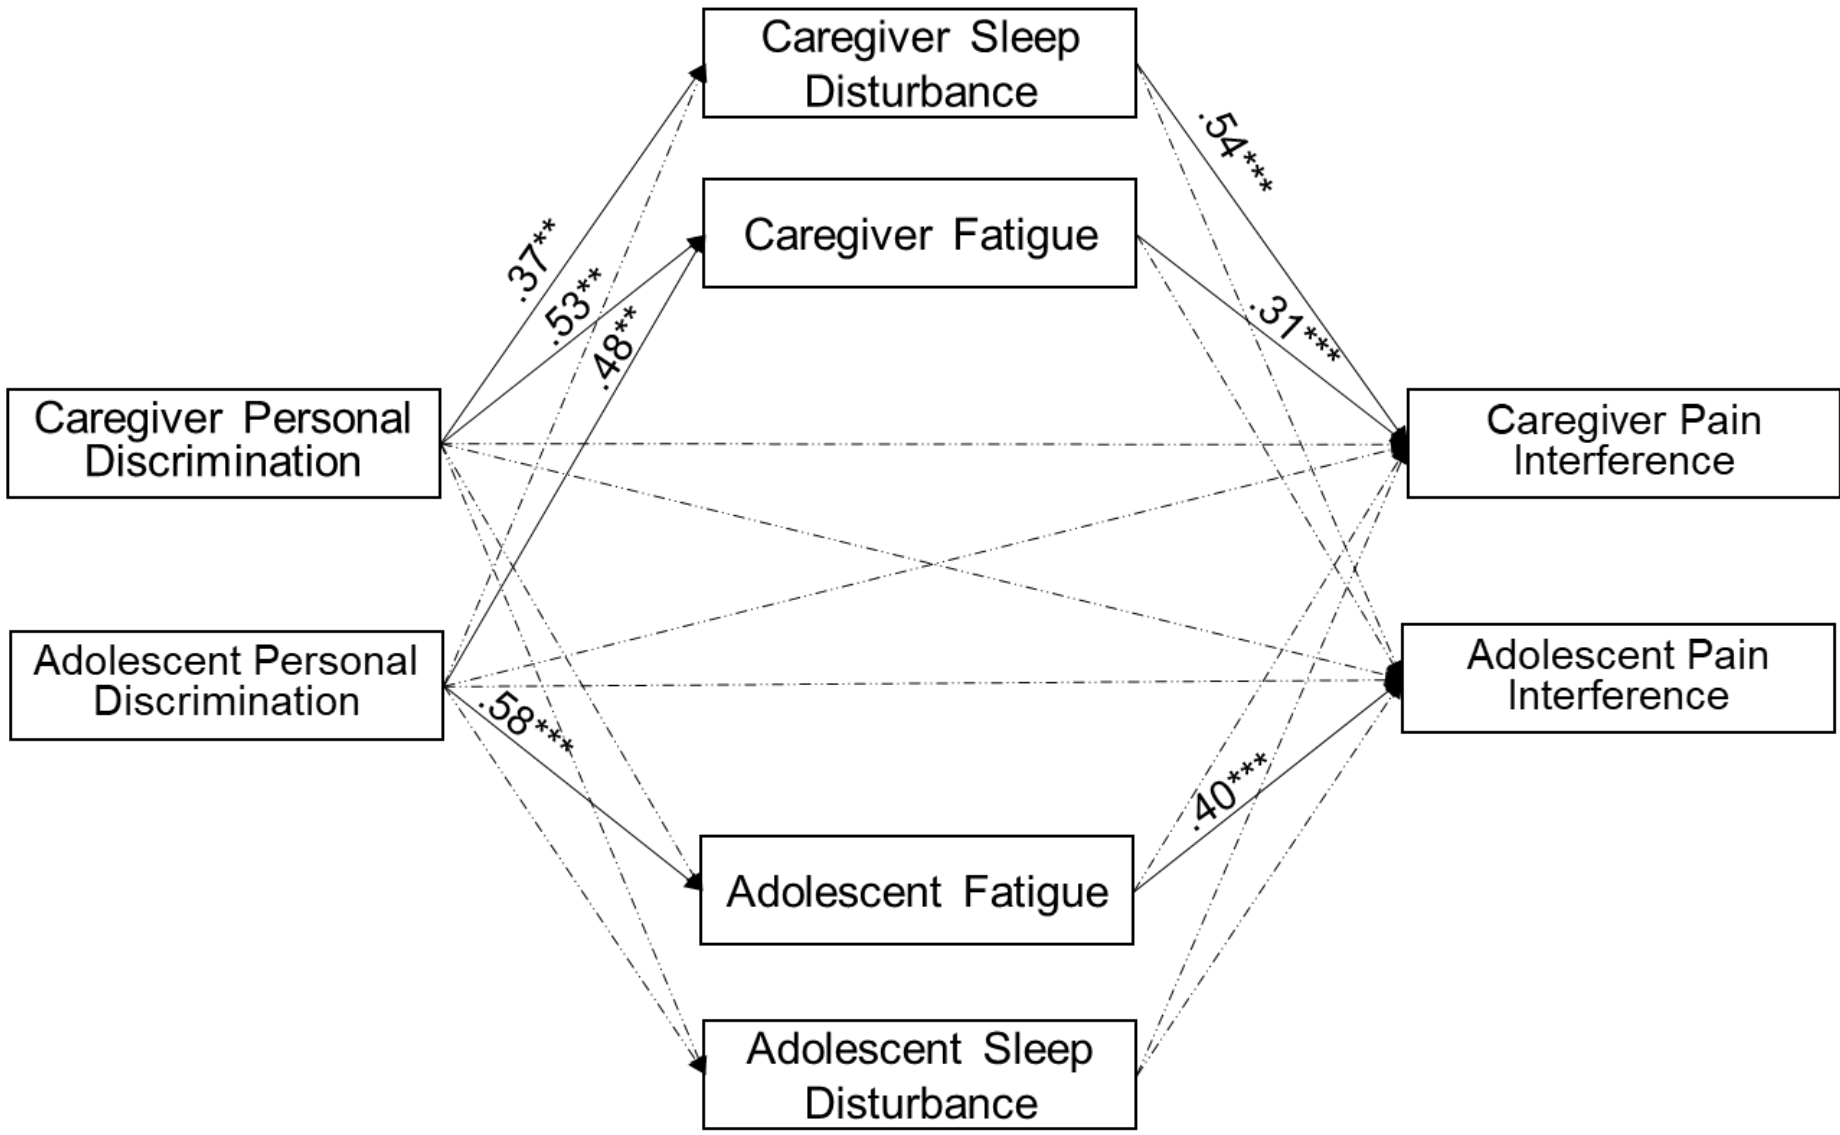 Caregiver Sleep
Disturbance
.54***
Caregiver Fatigue
.37**
.53**
.48**
.31***
Caregiver Personal
Discrimination
Caregiver Pain
Interference
Adolescent Personal
Discrimination
Adolescent Pain
Interference
.58***
.40***
Adolescent Fatigue
Adolescent Sleep
Disturbance